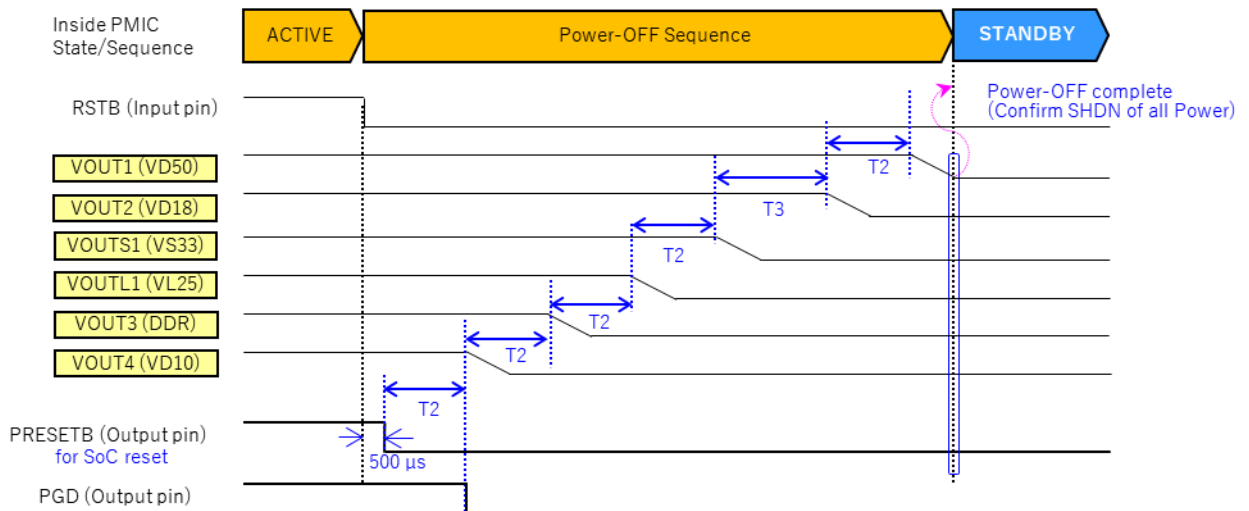 Inside PMIC
State/Sequence
ACTIVE
Power-OFF Sequence
STANDBY
RSTB (Input pin)
Power-OFF complete
(Confirm SHDN of all Power)
VOUT1 (VD50)
T2
VOUT2 (VD18)
T3
VOUTS1 (VS33)
T2
VOUTL1 (VL25)
T2
VOUT3 (DDR)
T2
VOUT4 (VD10)
T2
PRESETB (Output pin)
for SoC reset
500 µs
PGD (Output pin)